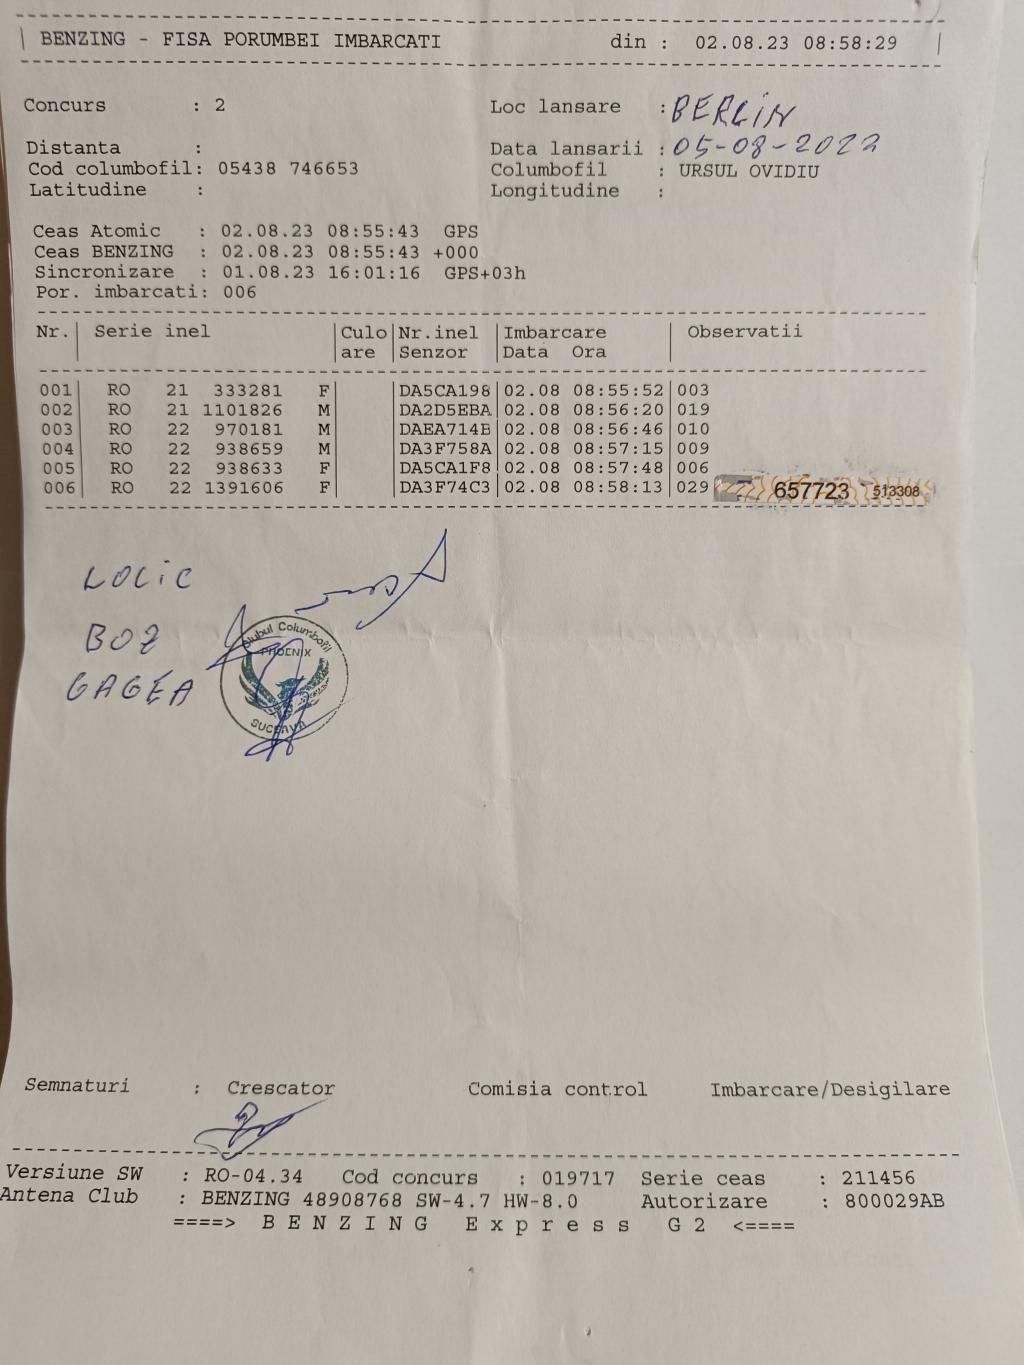 BENZING - FISA PORUMBEI IMBARCATI din : 02.08.23 08:58:29
Concurs : 2 Loc lansare : BERLIN
Distanta : Data lansarii : 05-08-2023
Cod columbofil: 05438 746653 Columbofil : URSUL OVIDIU
Latitudine : Longitudine :
Ceas Atomic : 02.08.23 08:55:43 GPS
Ceas BENZING : 02.08.23 08:55:43 +000
Sincronizare : 01.08.23 16:01:16 GPS+03h
Por. imbarcati: 006
Nr. Serie inel Culo Nr.inel Imbarcare Observatii
are Senzor Data Ora
001 RO 21 333281 F DA5CA198 02.08 08:55:52 003
002 RO 21 1101826 M DA2D5EBA 02.08 08:56:20 019
003 RO 22 970181 M DAEA714B 02.08 08:56:46 010
004 RO 22 938659 M DA3F758A 02.08 08:57:15 009
005 RO 22 938633 F DA5CA1F8 02.08 08:57:48 006
006 RO 22 1391606 F DA3F74C3 02.08 08:58:13 029 657723 513308
LOLIC
BOZ
GAGEA
Clubul Columbofil
PHOENIX
SUCEAVA
Semnaturi : Crescator Comisia control Imbarcare/Desigilare
Versiune SW : RO-04.34 Cod concurs : 019717 Serie ceas : 211456
Antena Club : BENZING 48908768 SW-4.7 HW-8.0 Autorizare : 800029AB
====> B E N Z I N G E x p r e s s G 2 <====